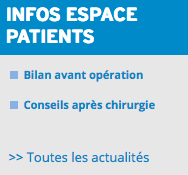 INFOS ESPACE
PATIENTS
Bilan avant opération
Conseils après chirurgie
>> Toutes les actualités